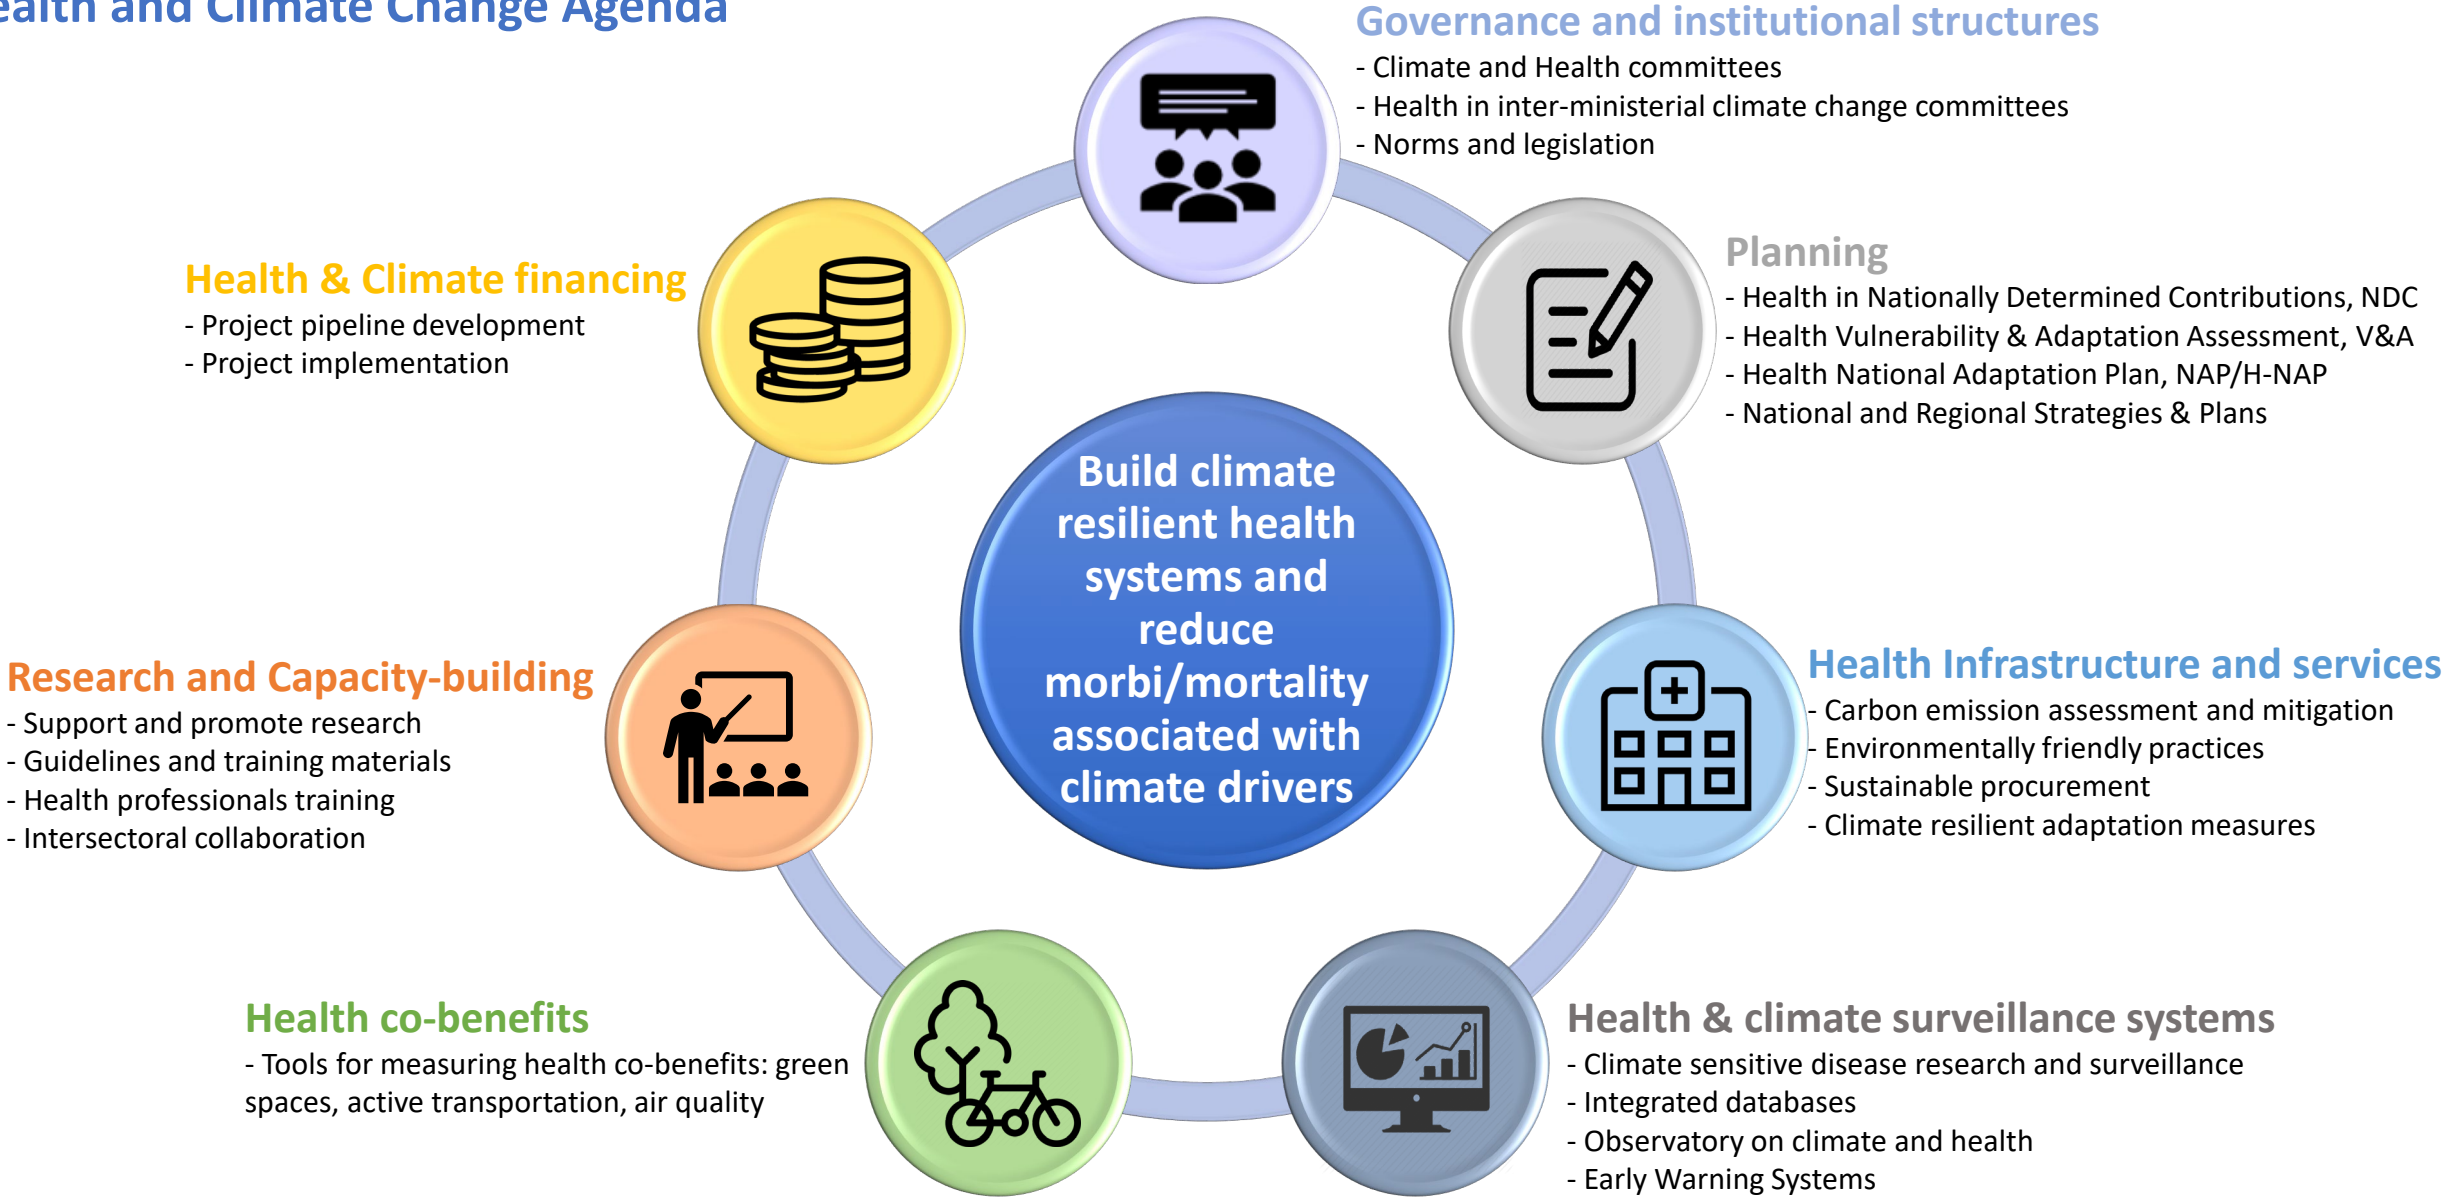 ealth and Climate Change Agenda
Governance and institutional structures
- Climate and Health committees
- Health in inter-ministerial climate change committees
- Norms and legislation
Planning
- Health in Nationally Determined Contributions, NDC
- Health Vulnerability & Adaptation Assessment, V&A
- Health National Adaptation Plan, NAP/H-NAP
- National and Regional Strategies & Plans
Health Infrastructure and services
- Carbon emission assessment and mitigation
- Environmentally friendly practices
- Sustainable procurement
- Climate resilient adaptation measures
Health & climate surveillance systems
- Climate sensitive disease research and surveillance
- Integrated databases
- Observatory on climate and health
- Early Warning Systems
Health co-benefits
- Tools for measuring health co-benefits: green
spaces, active transportation, air quality
Research and Capacity-building
- Support and promote research
- Guidelines and training materials
- Health professionals training
- Intersectoral collaboration
Health & Climate financing
- Project pipeline development
- Project implementation
Build climate
resilient health
systems and
reduce
morbi/mortality
associated with
climate drivers